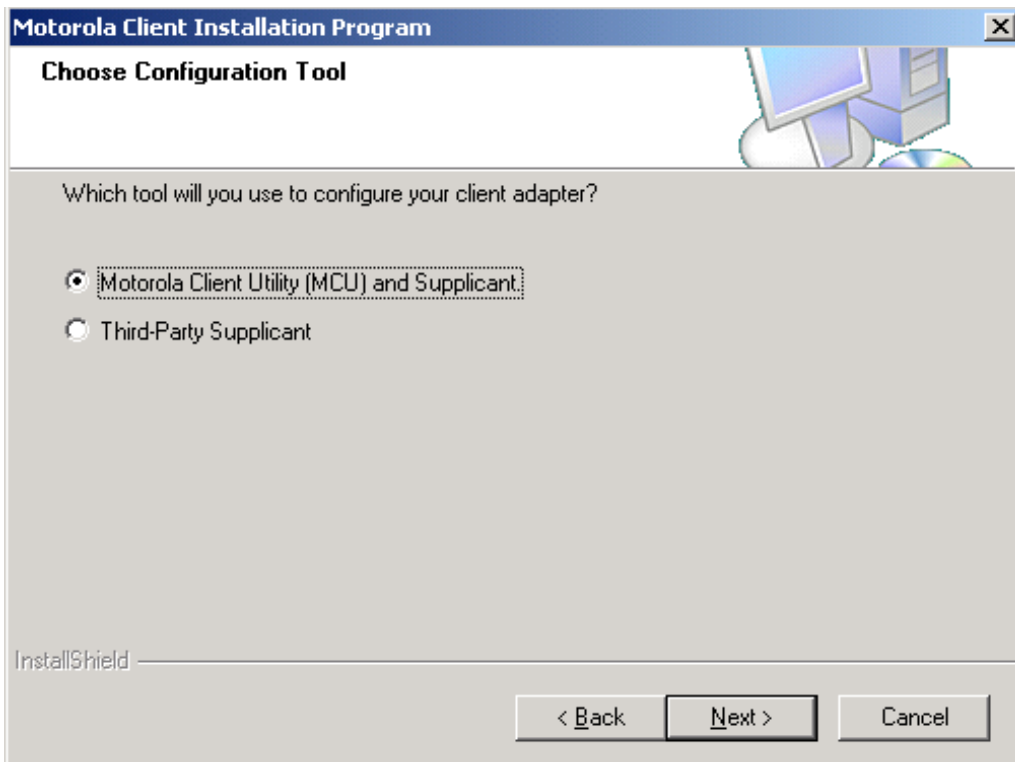 Motorola Client Installation Program
Choose Configuration Tool
Which tool will you use to configure your client adapter?
Motorola Client Utility (MCU) and Supplicant.
Third-Party Supplicant
InstallShield
< Back
Next >
Cancel